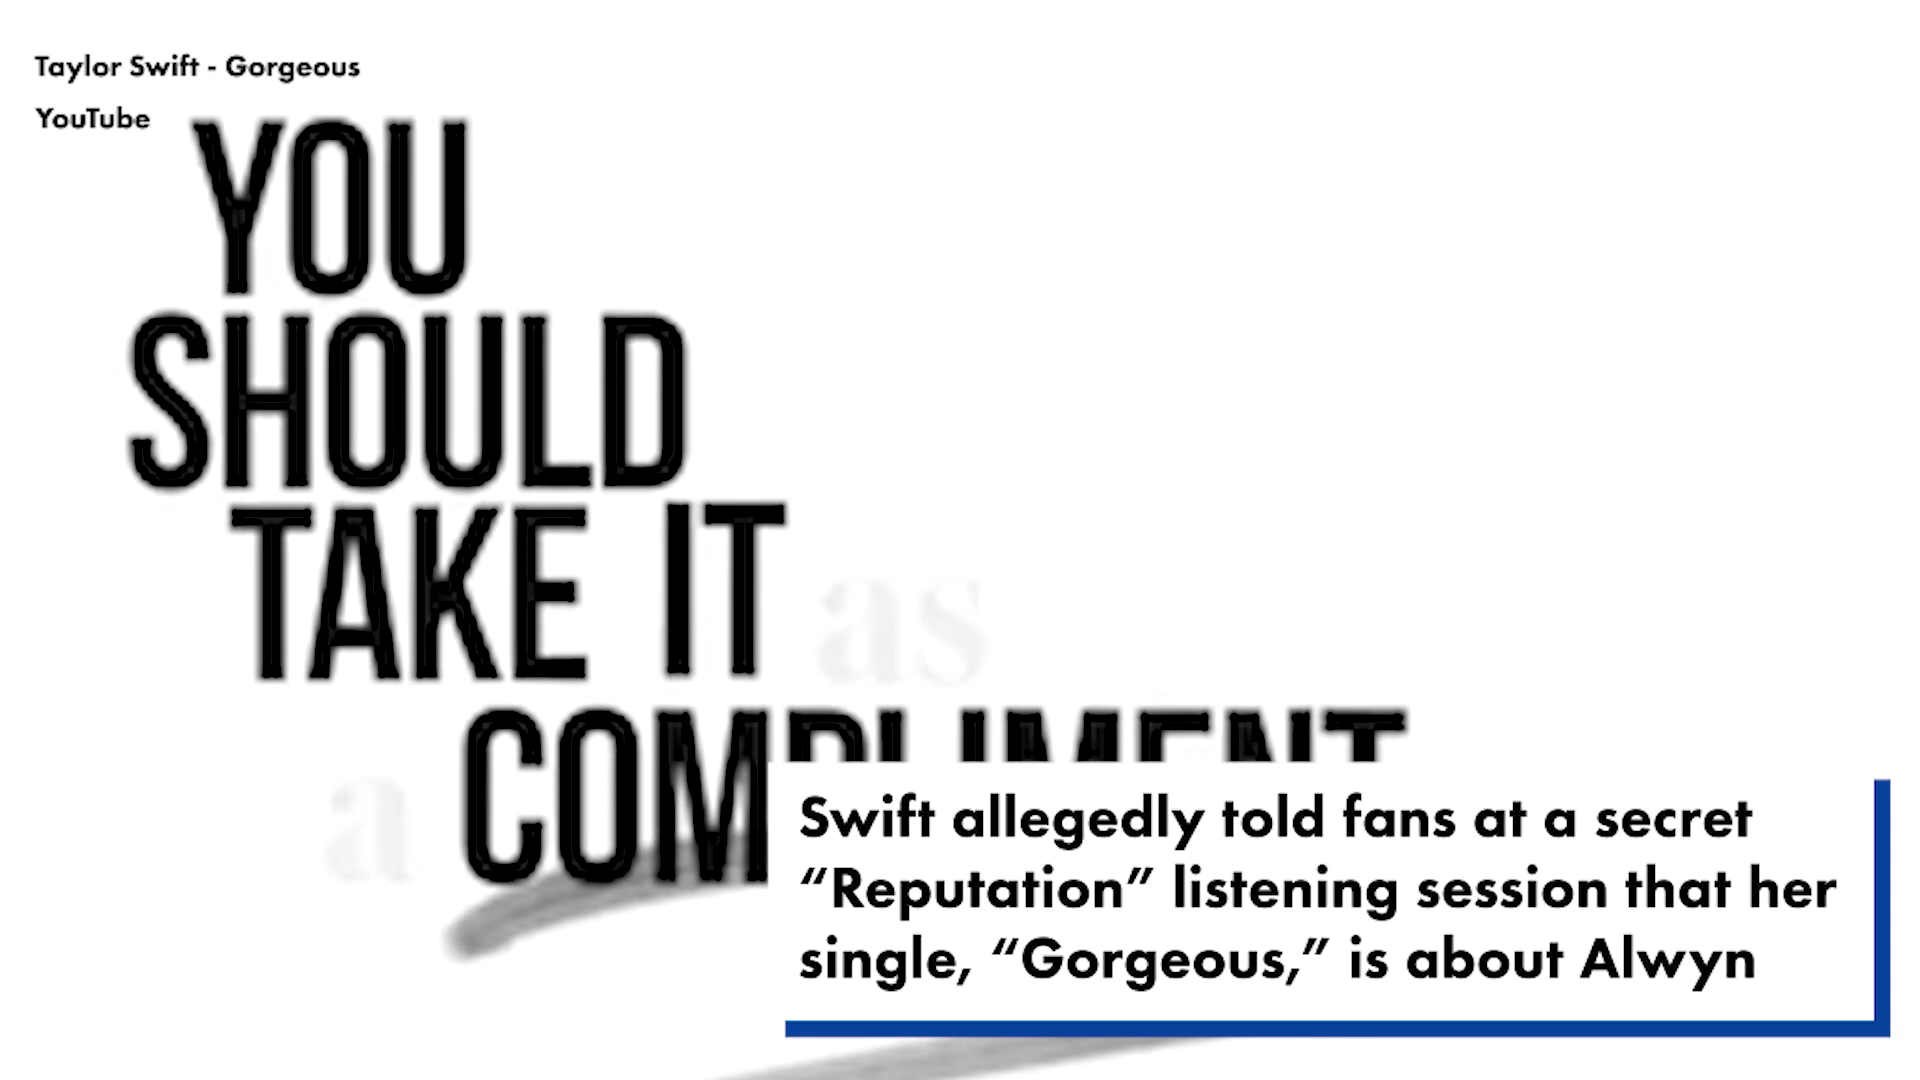 Taylor Swift - Gorgeous
YouTube
YOU
SHOULD
TAKE IT as
a COMPLIMENT
Swift allegedly told fans at a secret
“Reputation” listening session that her
single, “Gorgeous,” is about Alwyn